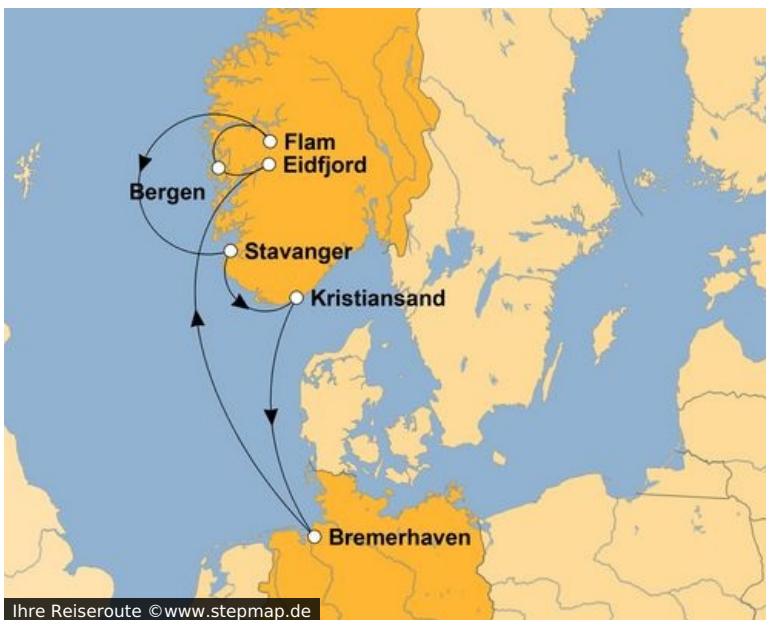 Flam
Eidfjord
Bergen
Stavanger
Kristiansand
Bremerhaven
Ihre Reiseroute ©www.stepmap.de